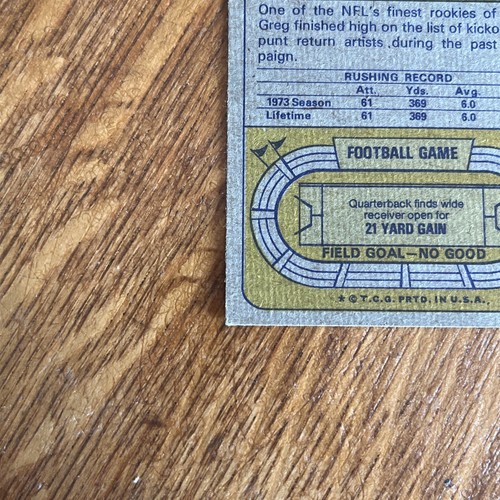 One of the NFL's finest rookies of
Greg finished high on the list of kicko
punt return artists during the past
paign.
RUSHING RECORD
Att. Yds. Avg.
1973 Season 61 369 6.0
Lifetime 61 369 6.0
FOOTBALL GAME
Quarterback finds wide
receiver open for
21 YARD GAIN
FIELD GOAL—NO GOOD
* © T.C.G. PRTD. IN U.S.A.